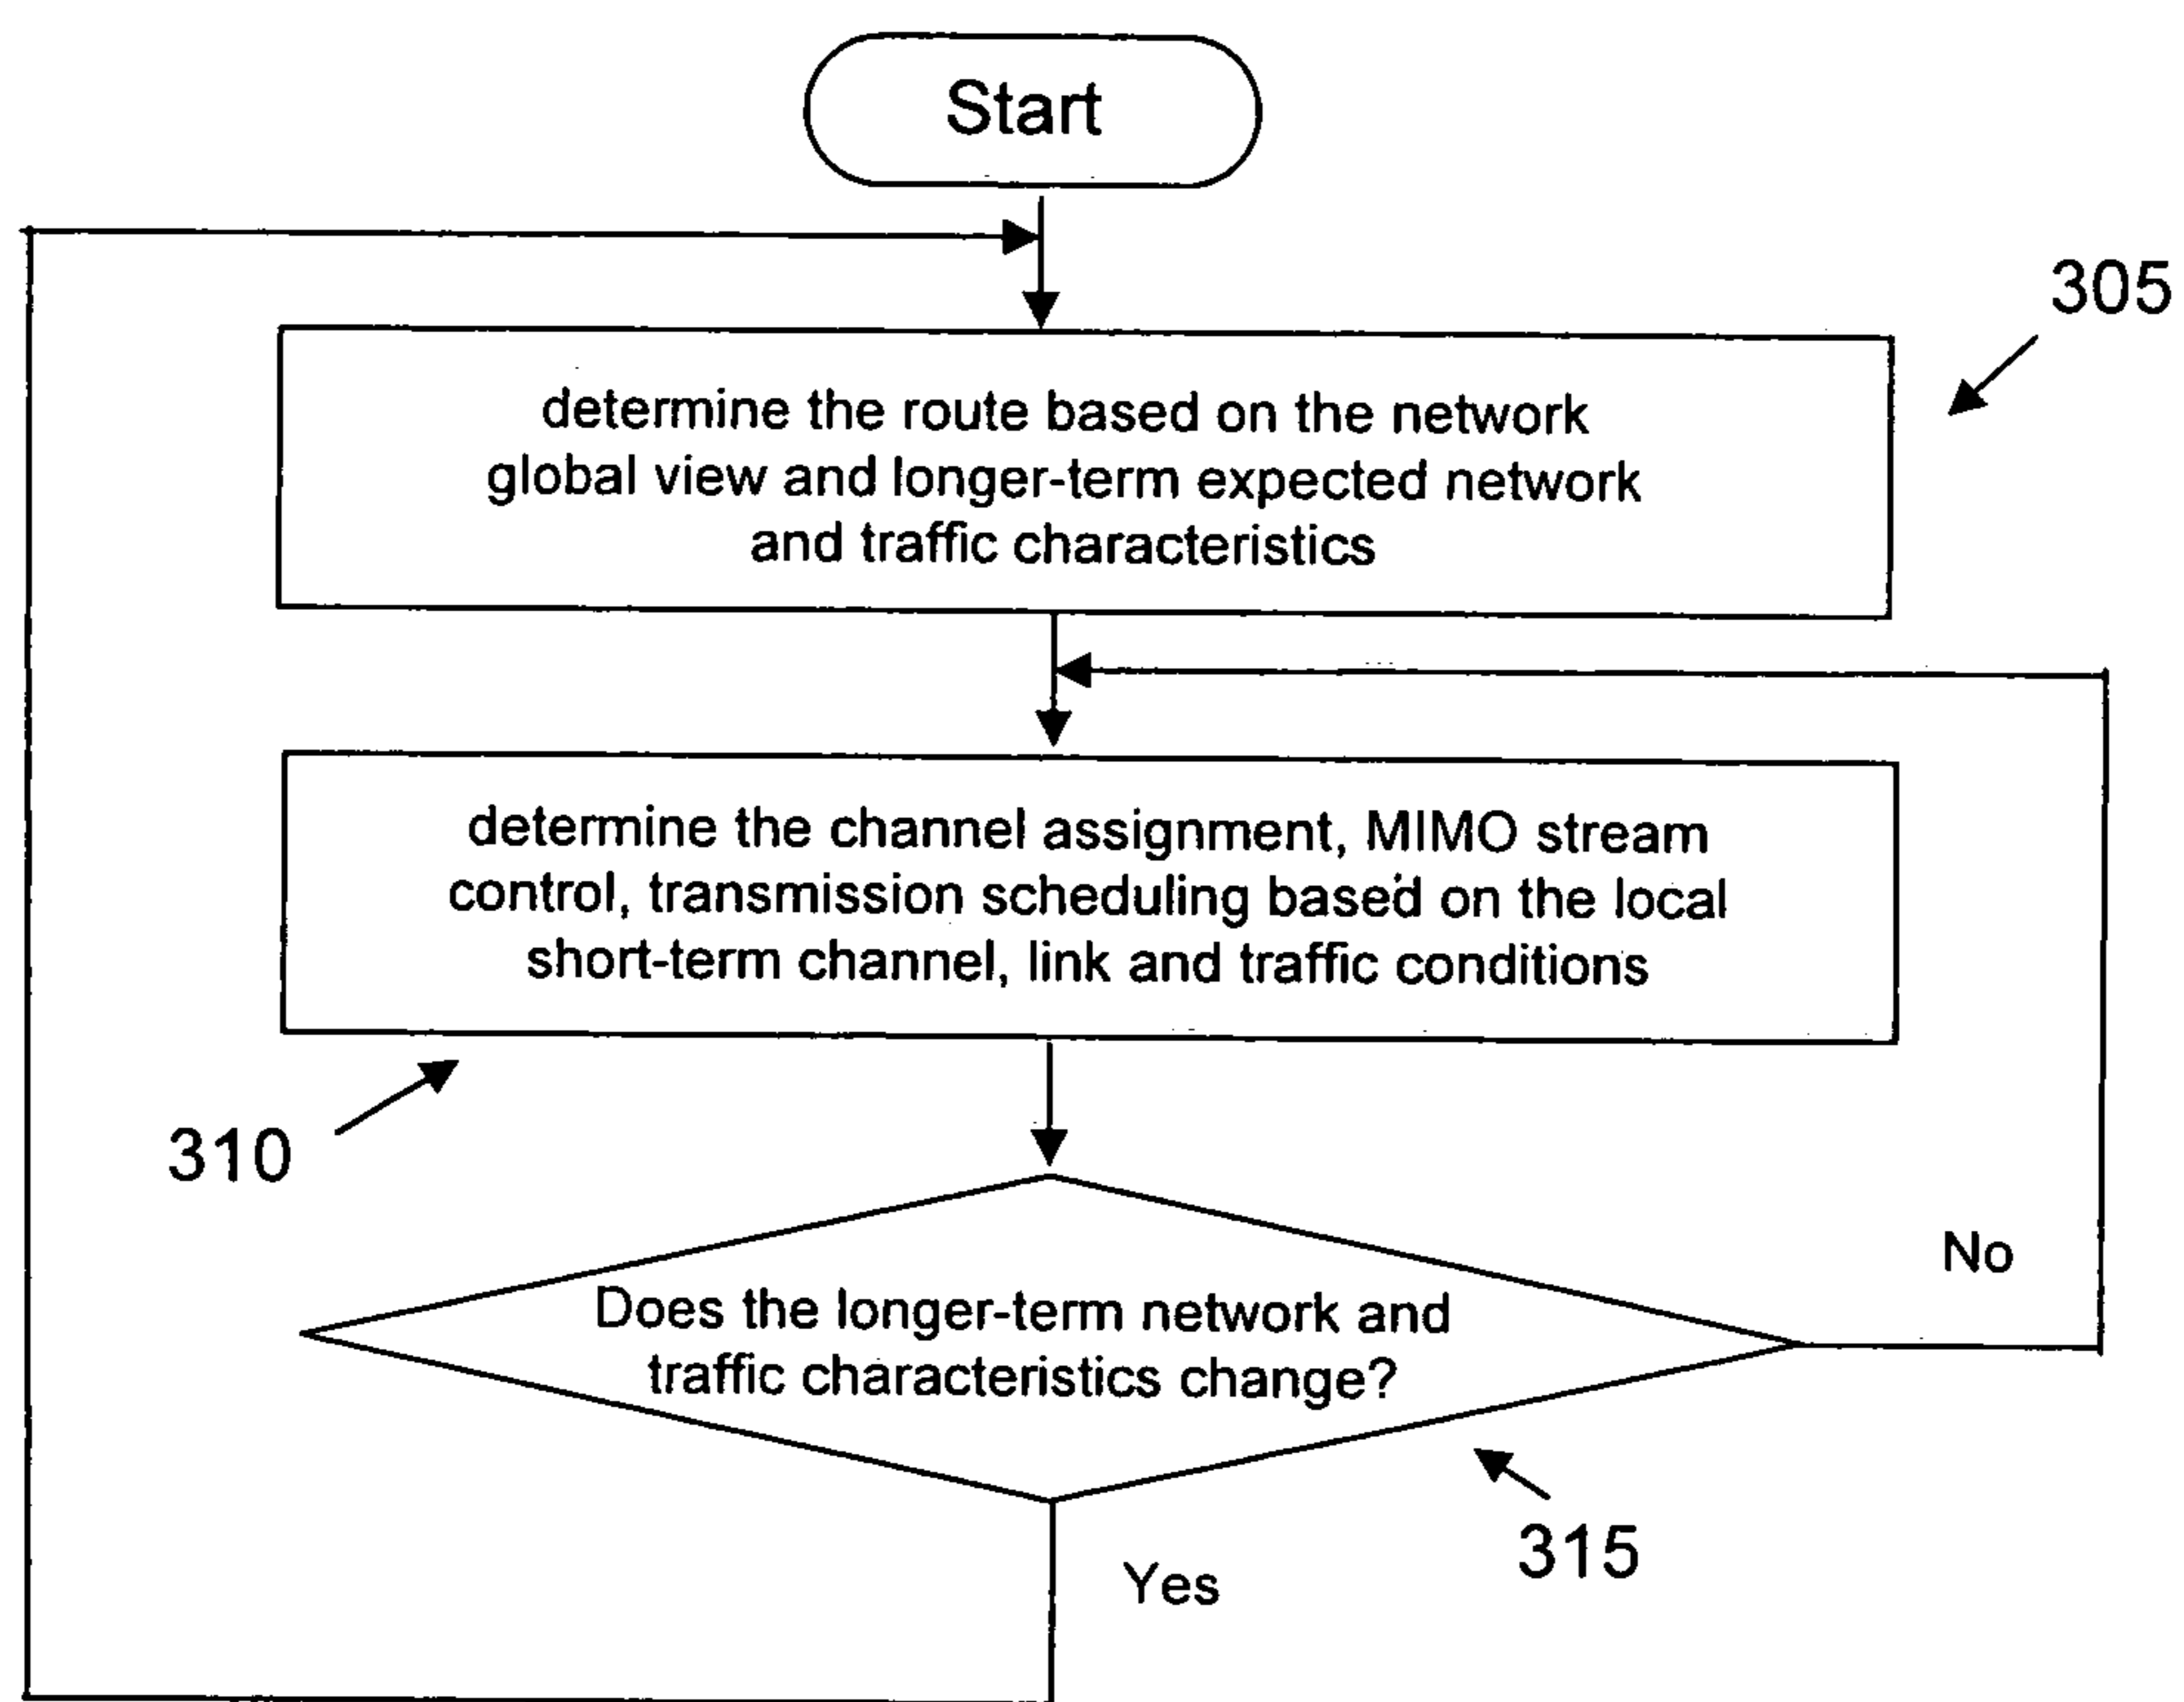 Start
305
determine the route based on the network
global view and longer-term expected network
and traffic characteristics
determine the channel assignment, MIMO stream
control, transmission scheduling based on the local
short-term channel, link and traffic conditions
310
No
Does the longer-term network and
traffic characteristics change?
315
Yes